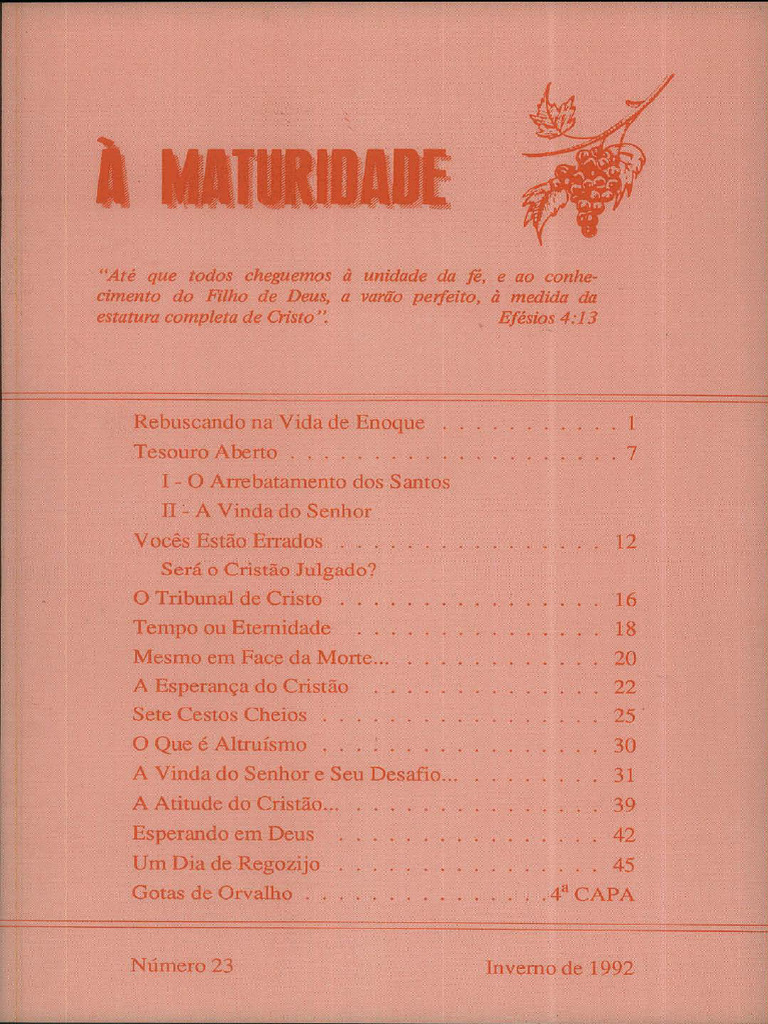 À MATURIDADE
"Até que todos cheguemos à unidade da fé, e ao conhe-
cimento do Filho de Deus, a varão perfeito, à medida da
estatura completa de Cristo". Efésios 4:13
Rebuscando na Vida de Enoque . . . . . . . . . . . 1
Tesouro Aberto . . . . . . . . . . . . . . . . . . 7
I - O Arrebatamento dos Santos
II - A Vinda do Senhor
Vocês Estão Errados . . . . . . . . . . . . . . . 12
Será o Cristão Julgado?
O Tribunal de Cristo . . . . . . . . . . . . . . . 16
Tempo ou Eternidade . . . . . . . . . . . . . . 18
Mesmo em Face da Morte... . . . . . . . . . . . . 20
A Esperança do Cristão . . . . . . . . . . . . . 22
Sete Cestos Cheios . . . . . . . . . . . . . . . . 25
O Que é Altruísmo . . . . . . . . . . . . . . . . 30
A Vinda do Senhor e Seu Desafio... . . . . . . . . 31
A Atitude do Cristão... . . . . . . . . . . . . . . 39
Esperando em Deus . . . . . . . . . . . . . . . 42
Um Dia de Regozijo . . . . . . . . . . . . . . . 45
Gotas de Orvalho . . . . . . . . . . . . . . 4ª CAPA
Número 23 Inverno de 1992